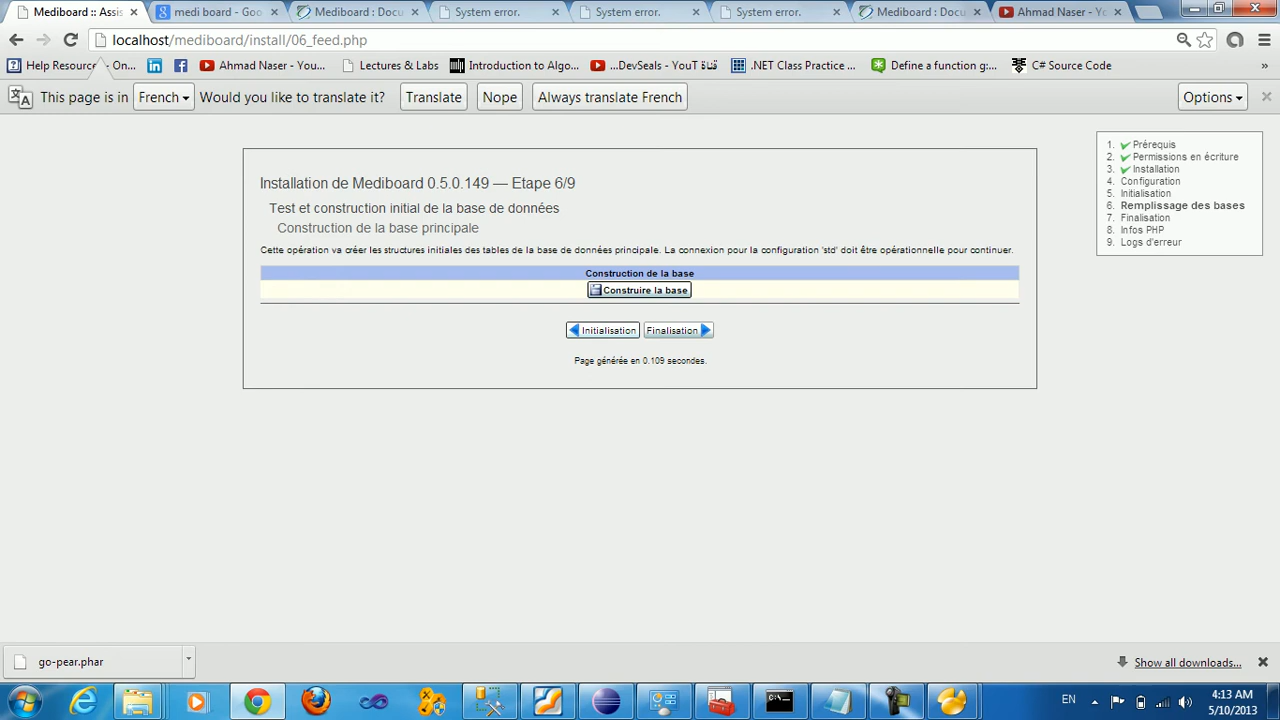 Mediboard :: Assis
medi board - Goo
Mediboard : Docu
System error.
System error.
System error.
Mediboard : Docu
Ahmad Naser - Yo
localhost/mediboard/install/06_feed.php
Help Resource
On...
Ahmad Naser - You...
Lectures & Labs
Introduction to Algo...
...DevSeals - YouT قناة
.NET Class Practice ...
Define a function g:...
C# Source Code
»
This page is in French Would you like to translate it? Translate Nope Always translate French Options
1. Prérequis
2. Permissions en écriture
3. Installation
4. Configuration
5. Initialisation
6. Remplissage des bases
7. Finalisation
8. Infos PHP
9. Logs d'erreur
Installation de Mediboard 0.5.0.149 — Etape 6/9
Test et construction initial de la base de données
Construction de la base principale
Cette opération va créer les structures initiales des tables de la base de données principale. La connexion pour la configuration 'std' doit être opérationnelle pour continuer.
Construction de la base
Construire la base
Initialisation Finalisation
Page générée en 0.109 secondes.
go-pear.phar
Show all downloads...
EN
4:13 AM
5/10/2013